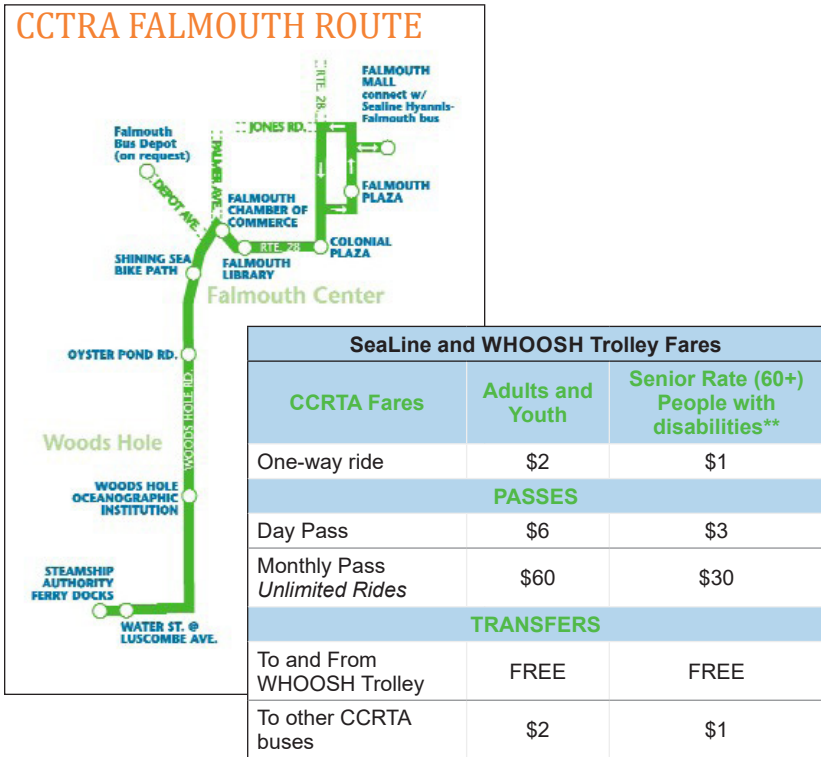 CCTRA FALMOUTH ROUTE
RTE. 28
FALMOUTH
MALL
connect w/
Sealine Hyannis-
Falmouth bus
JONES RD.
Falmouth
Bus Depot
(on request)
PALMER AVE.
DEPOT AVE.
FALMOUTH
PLAZA
FALMOUTH
CHAMBER OF
COMMERCE
RTE. 28
COLONIAL
PLAZA
FALMOUTH
LIBRARY
SHINING SEA
BIKE PATH
Falmouth Center
OYSTER POND RD.
WOODS HOLE RD.
Woods Hole
WOODS HOLE
OCEANOGRAPHIC
INSTITUTION
STEAMSHIP
AUTHORITY
FERRY DOCKS
WATER ST. @
LUSCOMBE AVE.
SeaLine and WHOOSH Trolley Fares
CCRTA Fares
Adults and
Youth
Senior Rate (60+)
People with
disabilities**
One-way ride $2 $1
PASSES
Day Pass $6 $3
Monthly Pass
Unlimited Rides
$60 $30
TRANSFERS
To and From
WHOOSH Trolley
FREE FREE
To other CCRTA
buses
$2 $1